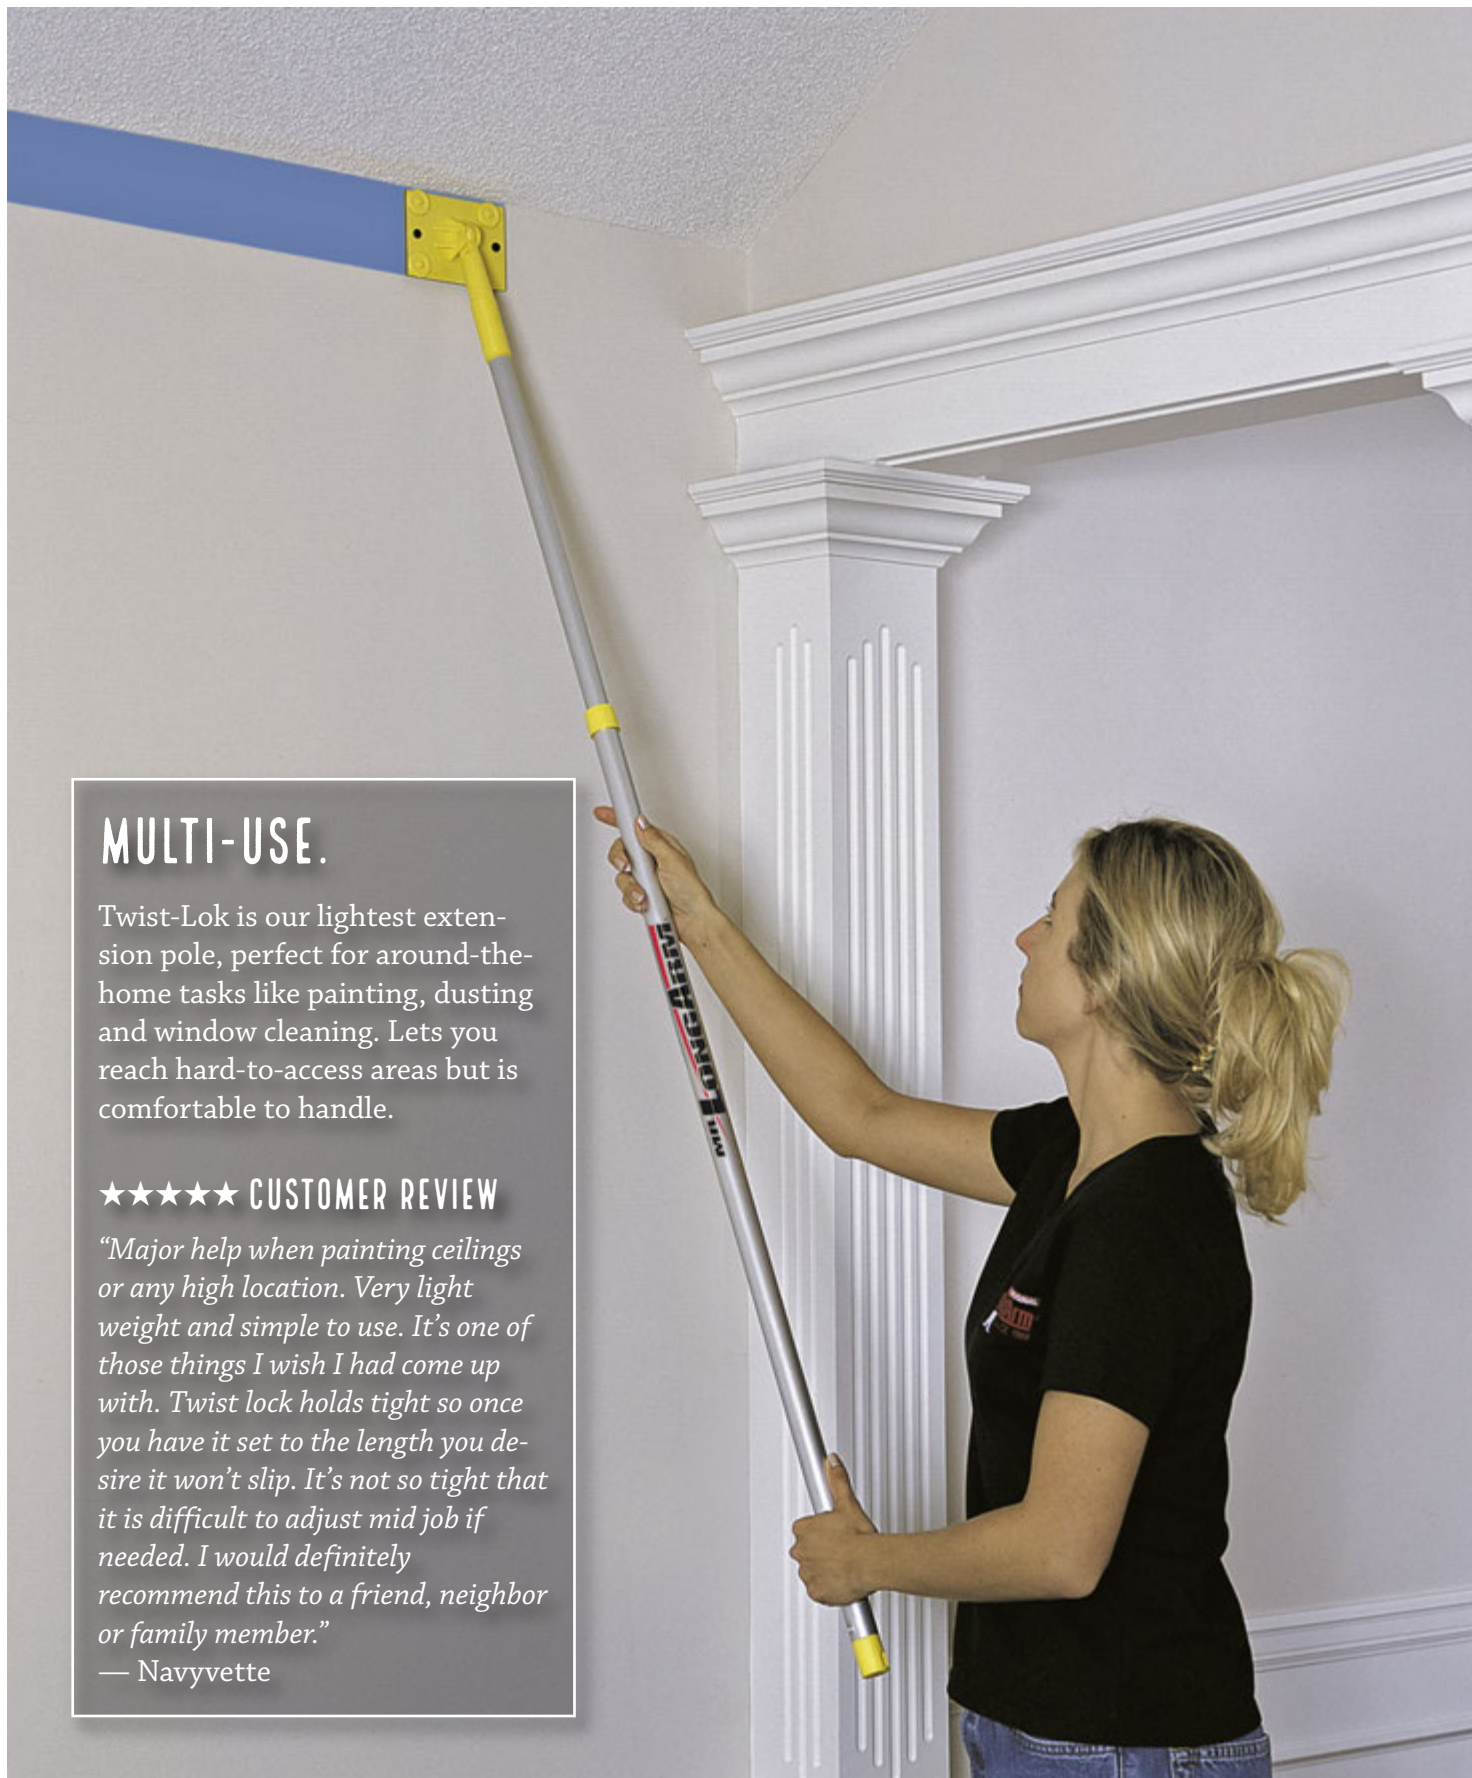 MULTI-USE.
Twist-Lok is our lightest exten-
sion pole, perfect for around-the-
home tasks like painting, dusting
and window cleaning. Lets you
reach hard-to-access areas but is
comfortable to handle.
★★★★★ CUSTOMER REVIEW
“Major help when painting ceilings
or any high location. Very light
weight and simple to use. It’s one of
those things I wish I had come up
with. Twist lock holds tight so once
you have it set to the length you de-
sire it won’t slip. It’s not so tight that
it is difficult to adjust mid job if
needed. I would definitely
recommend this to a friend, neighbor
or family member.”
— Navyvette
MR. LONGARM